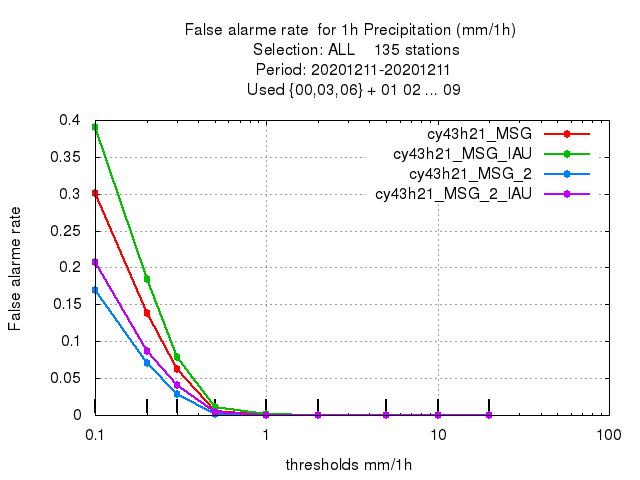 False alarme rate  for 1h Precipitation (mm/1h)
Selection: ALL    135 stations
Period: 20201211-20201211
Used {00,03,06} + 01 02 ... 09
cy43h21_MSG
cy43h21_MSG_IAU
cy43h21_MSG_2
cy43h21_MSG_2_IAU
False alarme rate
0.4
0.35
0.3
0.25
0.2
0.15
0.1
0.05
0
0.1 1 10 100
thresholds mm/1h